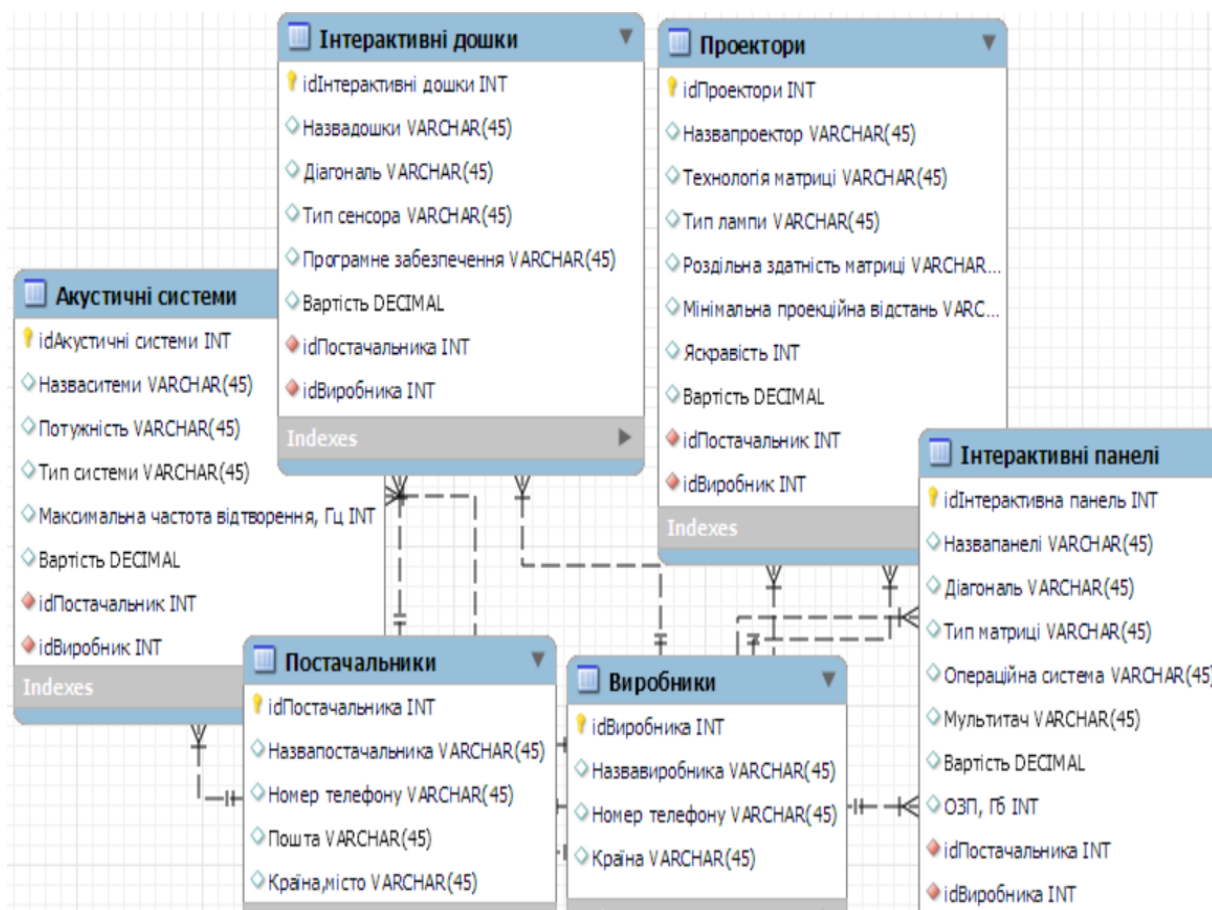 Інтерактивні дошки
idІнтерактивні дошки INT
Назвадошки VARCHAR(45)
Діагональ VARCHAR(45)
Тип сенсора VARCHAR(45)
Програмне забезпечення VARCHAR(45)
Вартість DECIMAL
idПостачальника INT
idВиробника INT
Indexes
Проектори
idПроектори INT
Назвапроектор VARCHAR(45)
Технологія матриці VARCHAR(45)
Тип лампи VARCHAR(45)
Роздільна здатність матриці VARCHAR...
Мінімальна проекційна відстань VARC...
Яскравість INT
Вартість DECIMAL
idПостачальник INT
idВиробник INT
Indexes
Акустичні системи
idАкустичні системи INT
Назваситеми VARCHAR(45)
Потужність VARCHAR(45)
Тип системи VARCHAR(45)
Максимальна частота відтворення, Гц INT
Вартість DECIMAL
idПостачальник INT
idВиробник INT
Indexes
Постачальники
idПостачальника INT
Назвапостачальника VARCHAR(45)
Номер телефону VARCHAR(45)
Пошта VARCHAR(45)
Країна,місто VARCHAR(45)
Виробники
idВиробника INT
Назвавиробника VARCHAR(45)
Номер телефону VARCHAR(45)
Країна VARCHAR(45)
Інтерактивні панелі
idІнтерактивна панель INT
Назвапанелі VARCHAR(45)
Діагональ VARCHAR(45)
Тип матриці VARCHAR(45)
Операційна система VARCHAR(45)
Мультитач VARCHAR(45)
Вартість DECIMAL
ОЗП, Гб INT
idПостачальника INT
idВиробника INT